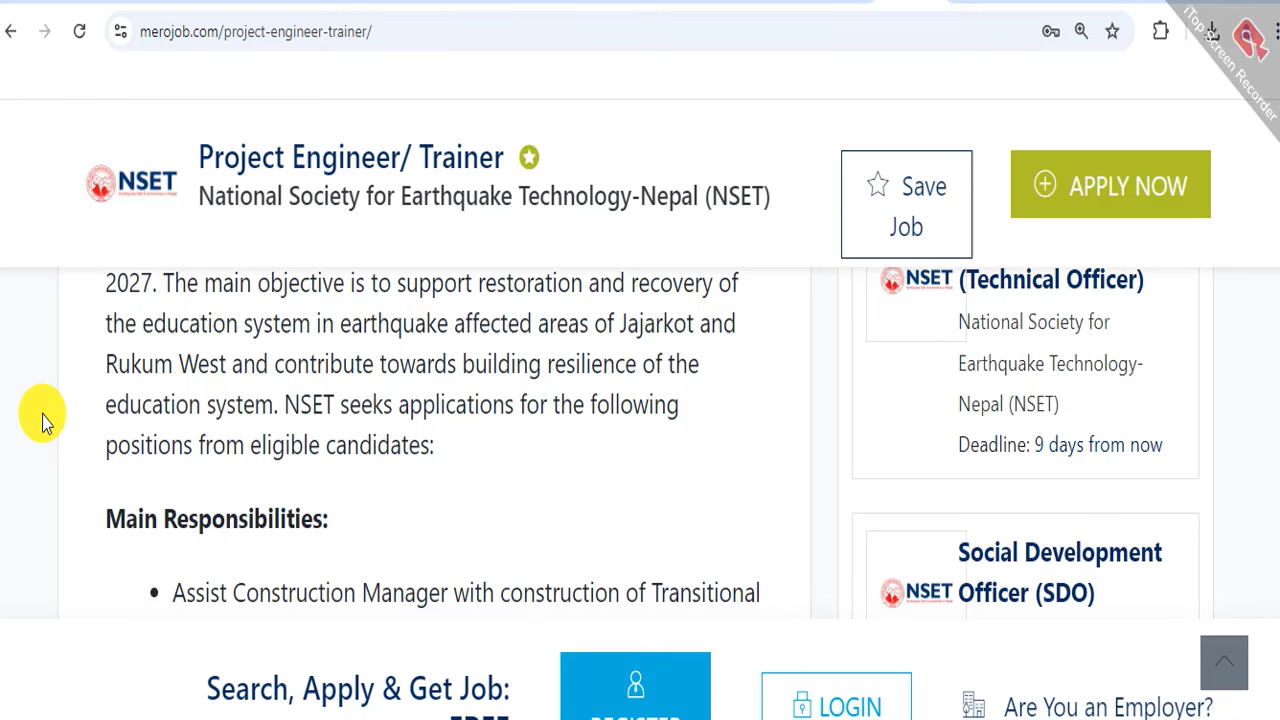 merojob.com/project-engineer-trainer/
iTop Screen Recorder
NSET
Project Engineer/ Trainer
National Society for Earthquake Technology-Nepal (NSET)
Save
Job
APPLY NOW
2027. The main objective is to support restoration and recovery of
the education system in earthquake affected areas of Jajarkot and
Rukum West and contribute towards building resilience of the
education system. NSET seeks applications for the following
positions from eligible candidates:
Main Responsibilities:
• Assist Construction Manager with construction of Transitional
NSET
(Technical Officer)
National Society for
Earthquake Technology-
Nepal (NSET)
Deadline: 9 days from now
Social Development
NSET
Officer (SDO)
Search, Apply & Get Job:
FREE
REGISTER
LOGIN
Are You an Employer?